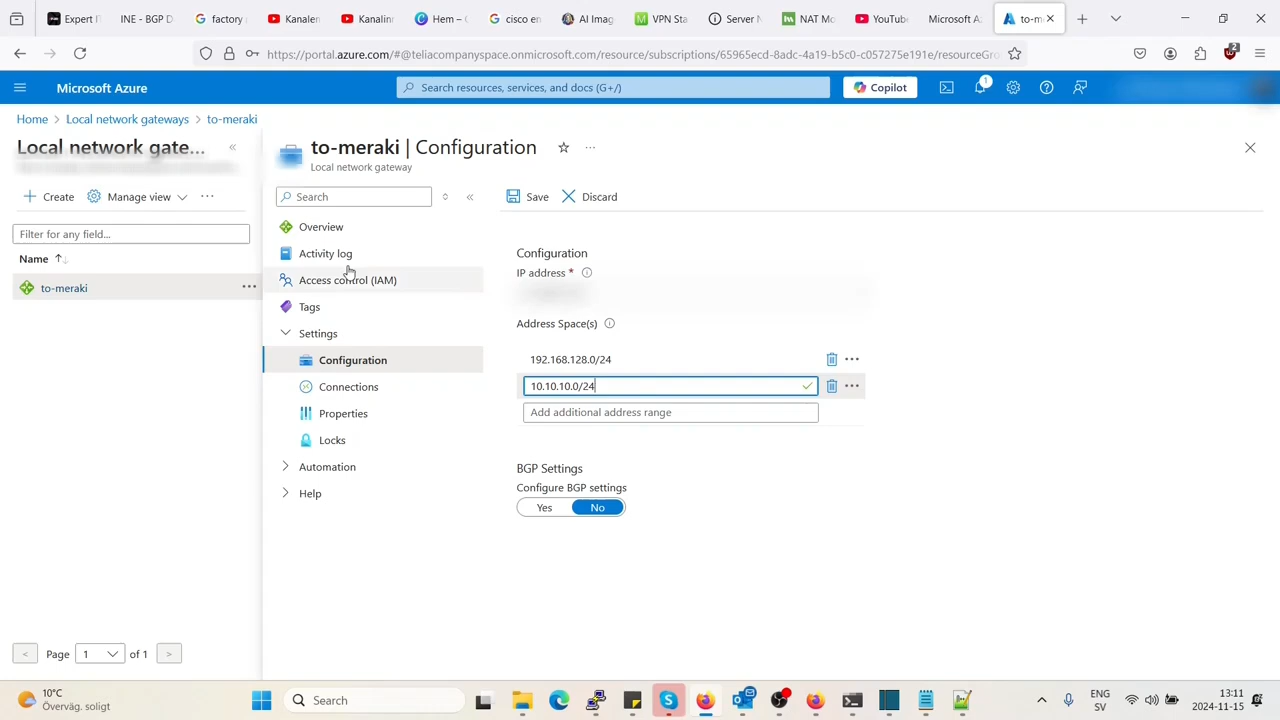 Expert
INE - BGP D
factory
Kanalen
Kanalin
Hem –
cisco en
AI Imag
VPN Sta
Server N
NAT Mo
YouTube
Microsoft Az
to-m
https://portal.azure.com/#@teliacompanyspace.onmicrosoft.com/resource/subscriptions/65965ecd-8adc-4a19-b5c0-c057275e191e/resourceGro
2
Microsoft Azure
Search resources, services, and docs (G+/)
Copilot
1
Home > Local network gateways > to-meraki
Local network gate...
«
to-meraki | Configuration
...
Local network gateway
Create
Manage view
...
Search
«
Save
Discard
Filter for any field...
Name
to-meraki
...
Overview
Activity log
Access control (IAM)
Tags
Settings
Configuration
Connections
Properties
Locks
Automation
Help
Configuration
IP address *
Address Space(s)
192.168.128.0/24
...
10.10.10.0/24
...
Add additional address range
BGP Settings
Configure BGP settings
Yes
No
<
Page
1
of 1
>
10°C
Överväg. soligt
Search
ENG
SV
13:11
2024-11-15